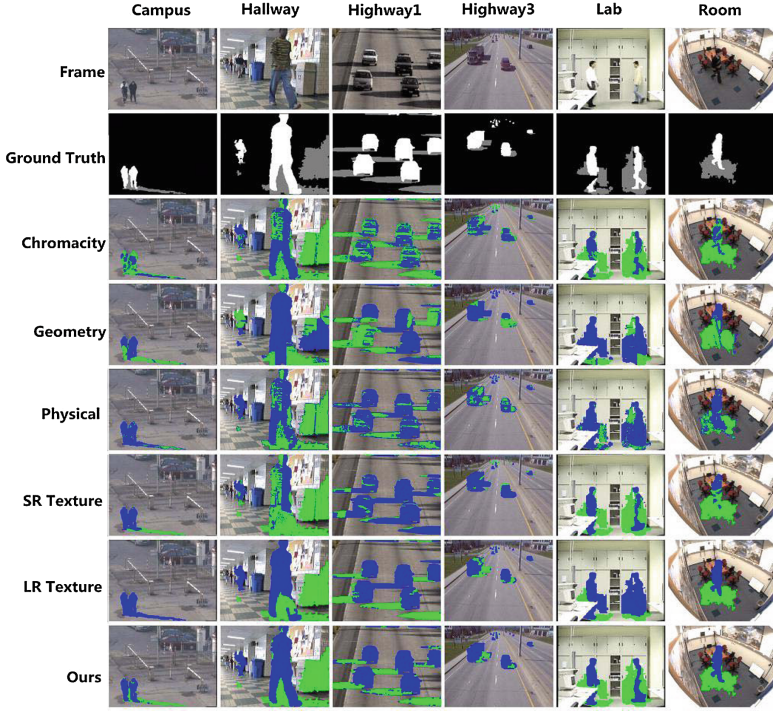 Campus Hallway Highway1 Highway3 Lab Room
Frame
Ground Truth
Chromacity
Geometry
Physical
SR Texture
LR Texture
Ours